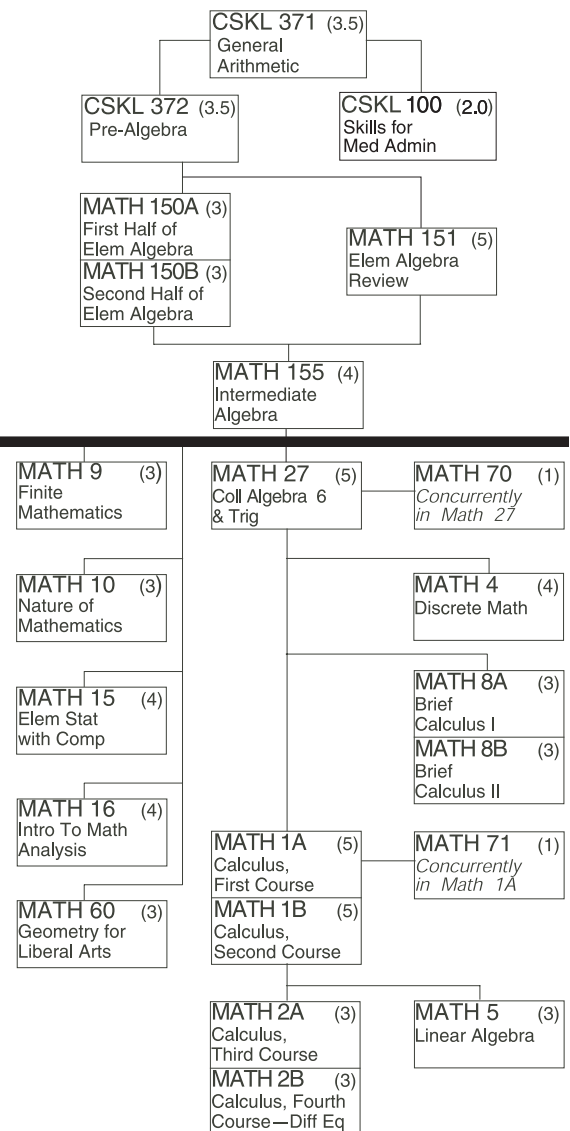 CSKL 371 (3.5)
General
Arithmetic
CSKL 372 (3.5)
Pre-Algebra
CSKL 100 (2.0)
Skills for
Med Admin
MATH 150A (3)
First Half of
Elem Algebra
MATH 150B (3)
Second Half of
Elem Algebra
MATH 151 (5)
Elem Algebra
Review
MATH 155 (4)
Intermediate
Algebra
MATH 9 (3)
Finite
Mathematics
MATH 27 (5)
Coll Algebra 6
& Trig
MATH 70 (1)
Concurrently
in Math 27
MATH 10 (3)
Nature of
Mathematics
MATH 4 (4)
Discrete Math
MATH 15 (4)
Elem Stat
with Comp
MATH 8A (3)
Brief
Calculus I
MATH 8B (3)
Brief
Calculus II
MATH 16 (4)
Intro To Math
Analysis
MATH 1A (5)
Calculus,
First Course
MATH 1B (5)
Calculus,
Second Course
MATH 71 (1)
Concurrently
in Math 1A
MATH 60 (3)
Geometry for
Liberal Arts
MATH 2A (3)
Calculus,
Third Course
MATH 2B (3)
Calculus, Fourth
Course—Diff Eq
MATH 5 (3)
Linear Algebra